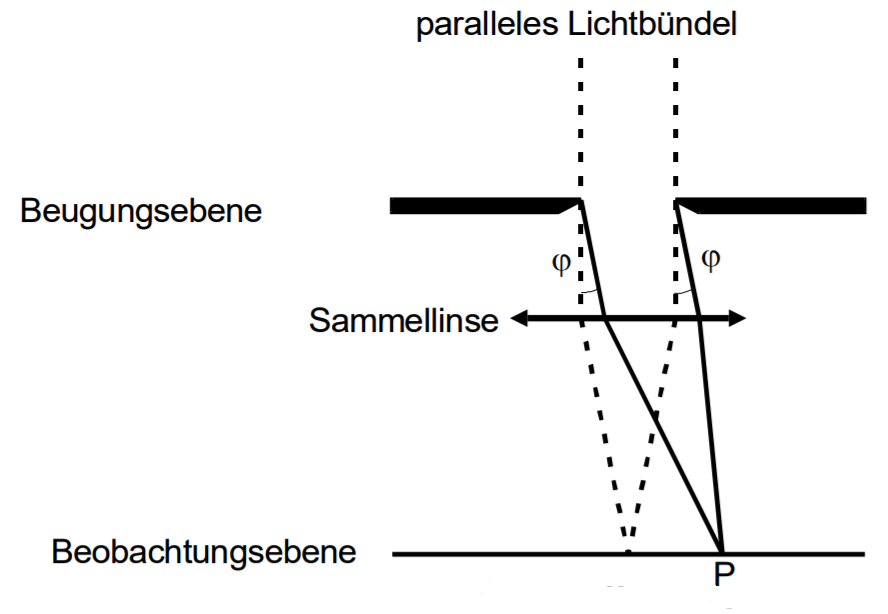 paralleles Lichtbündel
Beugungsebene
φ φ
Sammellinse
Beobachtungsebene
P